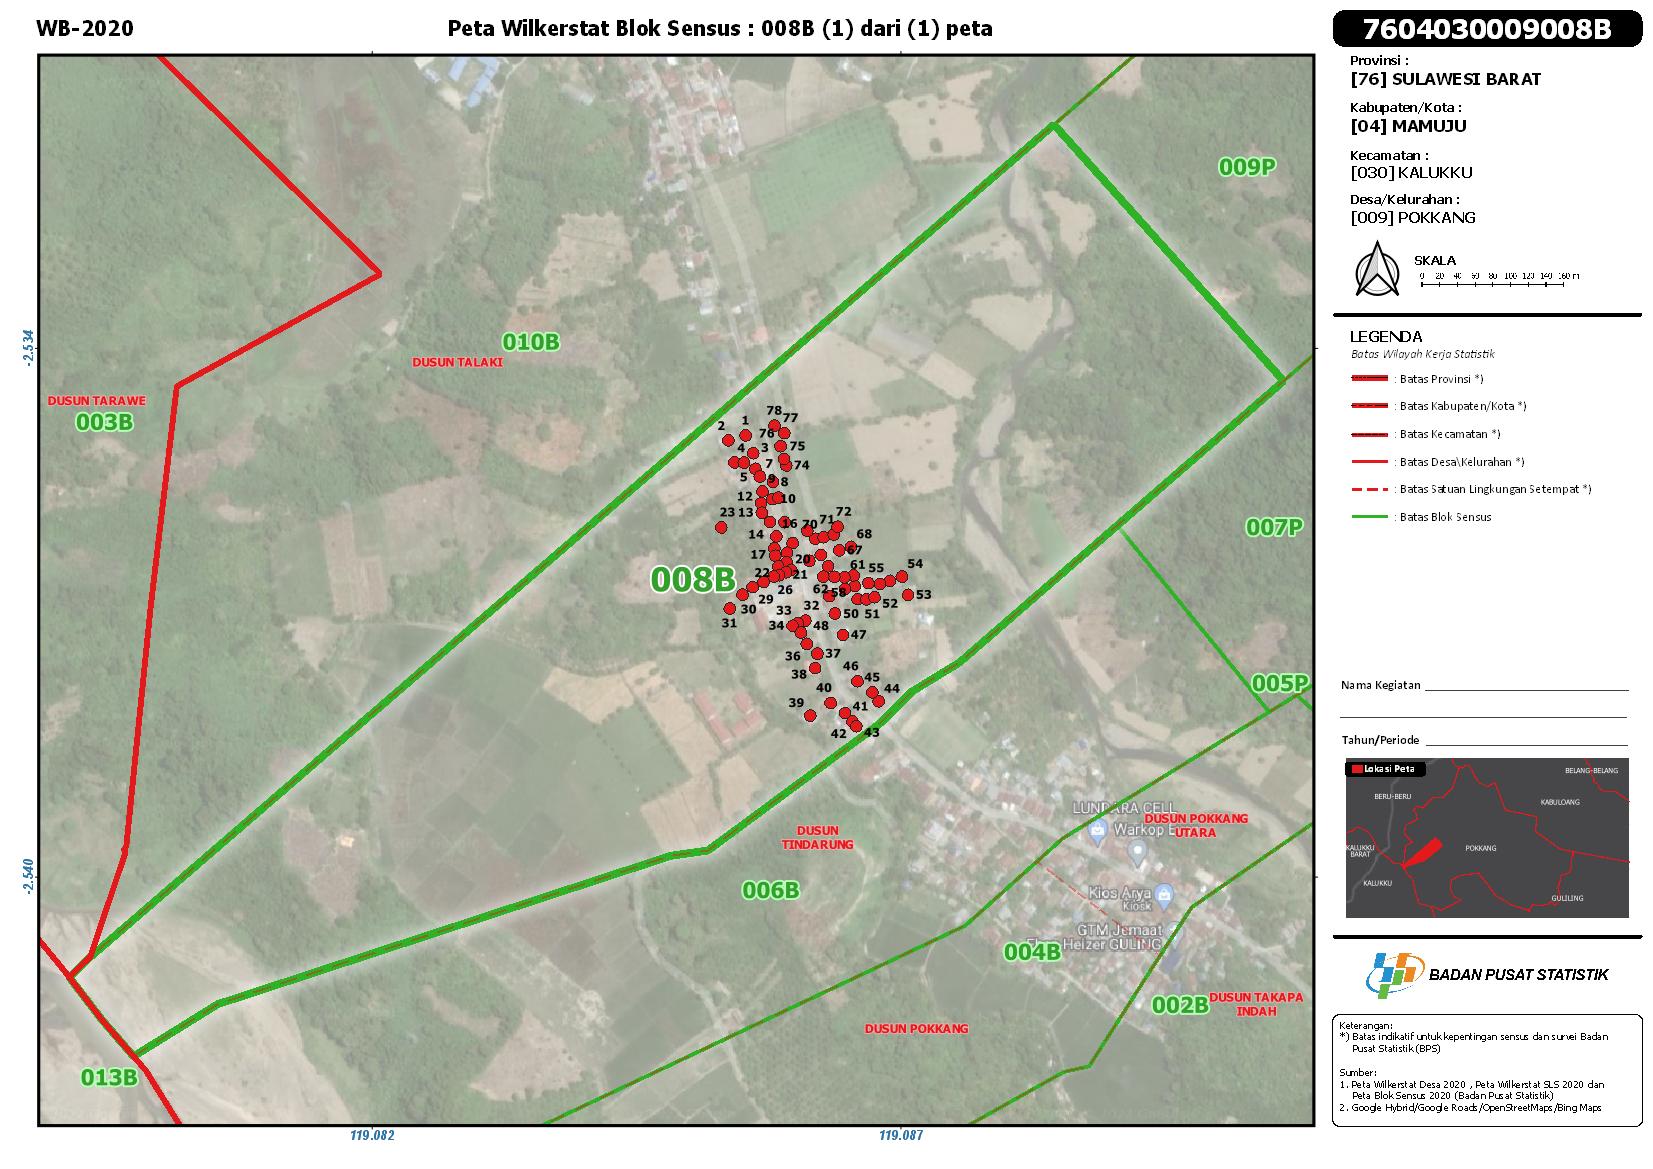 WB-2020
Peta Wilkerstat Blok Sensus : 008B (1) dari (1) peta
7604030009008B
Provinsi :
[76] SULAWESI BARAT
Kabupaten/Kota :
[04] MAMUJU
Kecamatan :
[030] KALUKKU
Desa/Kelurahan :
[009] POKKANG
SKALA
0 20 40 60 80 100 120 140 160 m
LEGENDA
Batas Wilayah Kerja Statistik
: Batas Provinsi *)
: Batas Kabupaten/Kota *)
: Batas Kecamatan *)
: Batas Desa\Kelurahan *)
: Batas Satuan Lingkungan Setempat *)
: Batas Blok Sensus
Nama Kegiatan
Tahun/Periode
Lokasi Peta
BELANG-BELANG
BERU-BERU
KABULOANG
KALUKKU
BARAT
POKKANG
KALUKKU
GULILING
BADAN PUSAT STATISTIK
Keterangan:
*) Batas indikatif untuk kepentingan sensus dan survei Badan
Pusat Statistik (BPS)
Sumber:
1. Peta Wilkerstat Desa 2020 , Peta Wilkerstat SLS 2020 dan
Peta Blok Sensus 2020 (Badan Pusat Statistik)
2. Google Hybrid/Google Roads/OpenStreetMaps/Bing Maps
009P
010B
DUSUN TALAKI
DUSUN TARAWE
003B
007P
008B
005P
DUSUN
TINDARUNG
006B
LUNDARA CELL
Warkop E
DUSUN POKKANG
UTARA
Kios Arya
Kiosk
GTM Jemaat
Heizer GULING
004B
002B
DUSUN TAKAPA
INDAH
DUSUN POKKANG
013B
-2.534
-2.540
119.082
119.087
78
77
1
2
76
75
4
3
7
74
5
9
8
12
10
13
23
16
70
71
72
14
68
17
67
20
61
55
54
22
21
62
58
26
29
52
53
30
33
32
50
51
31
34
48
47
36
37
38
46
45
40
44
39
41
42
43